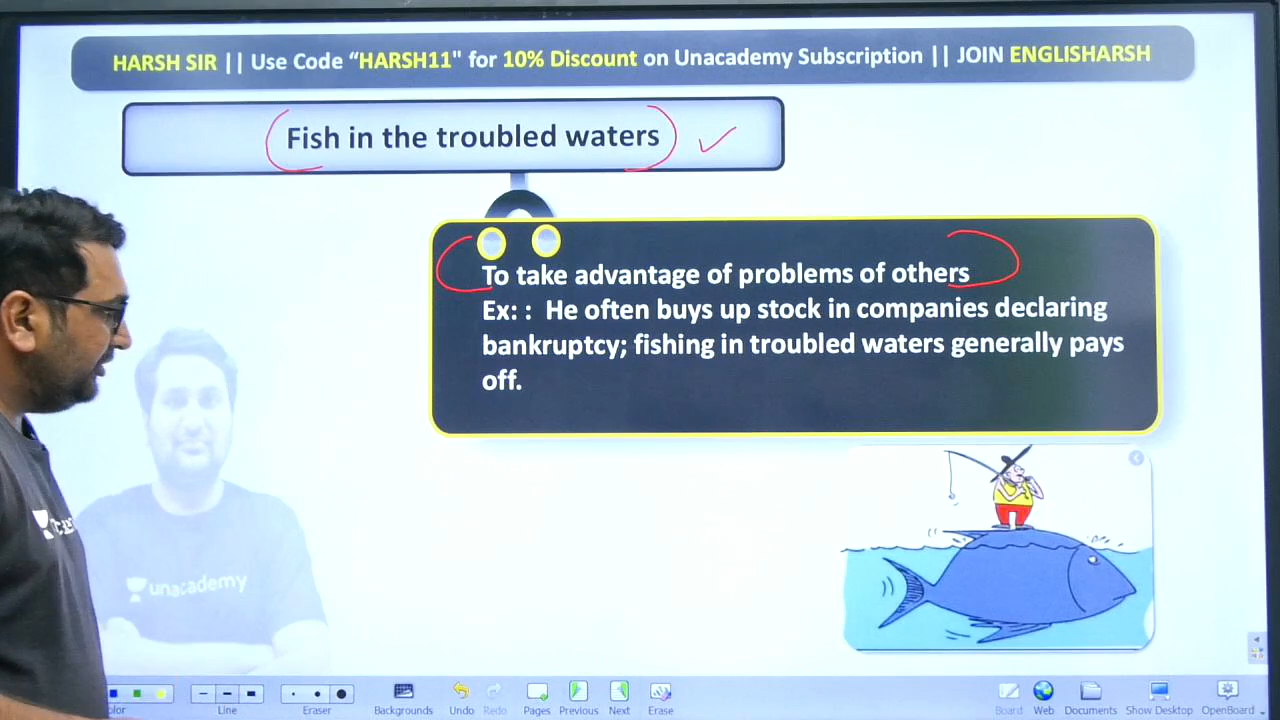 HARSH SIR || Use Code “HARSH11" for 10% Discount on Unacademy Subscription || JOIN ENGLISHARSH
Fish in the troubled waters
To take advantage of problems of others
Ex: :  He often buys up stock in companies declaring
bankruptcy; fishing in troubled waters generally pays
off.
unacademy
Line
Eraser
Backgrounds
Undo
Redo
Pages
Previous
Next
Erase
Board
Web
Documents
Show Desktop
OpenBoard